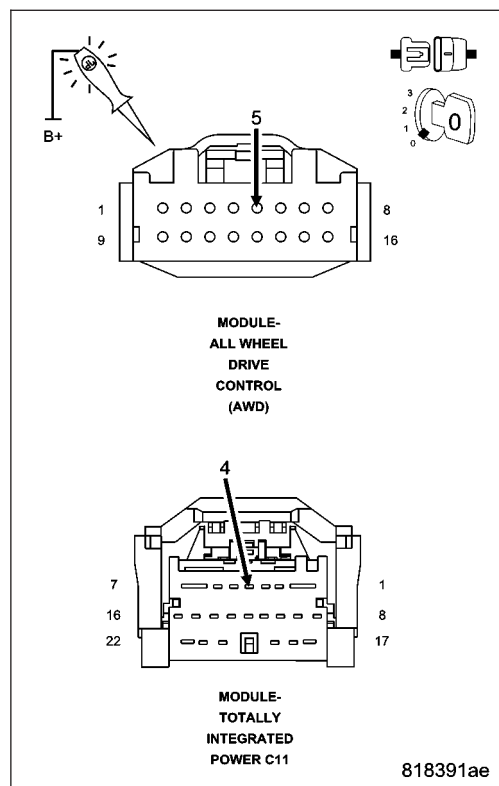 B+
3
2
1
0
0
5
1
8
9
16
MODULE-
ALL WHEEL
DRIVE
CONTROL
(AWD)
4
7
1
16
8
22
17
MODULE-
TOTALLY
INTEGRATED
POWER C11
818391ae